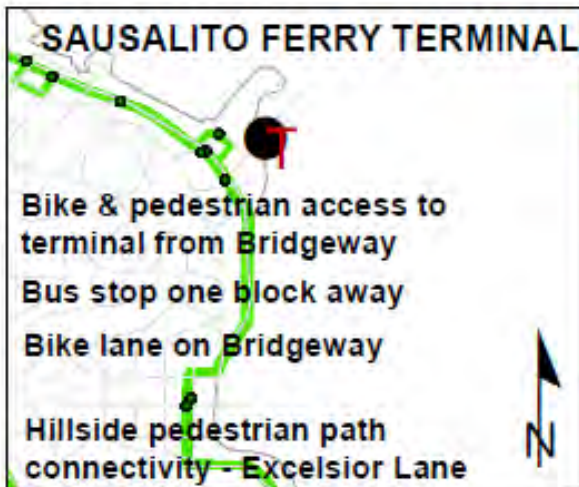 SAUSALITO FERRY TERMINAL
T
Bike & pedestrian access to
terminal from Bridgeway
Bus stop one block away
Bike lane on Bridgeway
Hillside pedestrian path
connectivity - Excelsior Lane
N